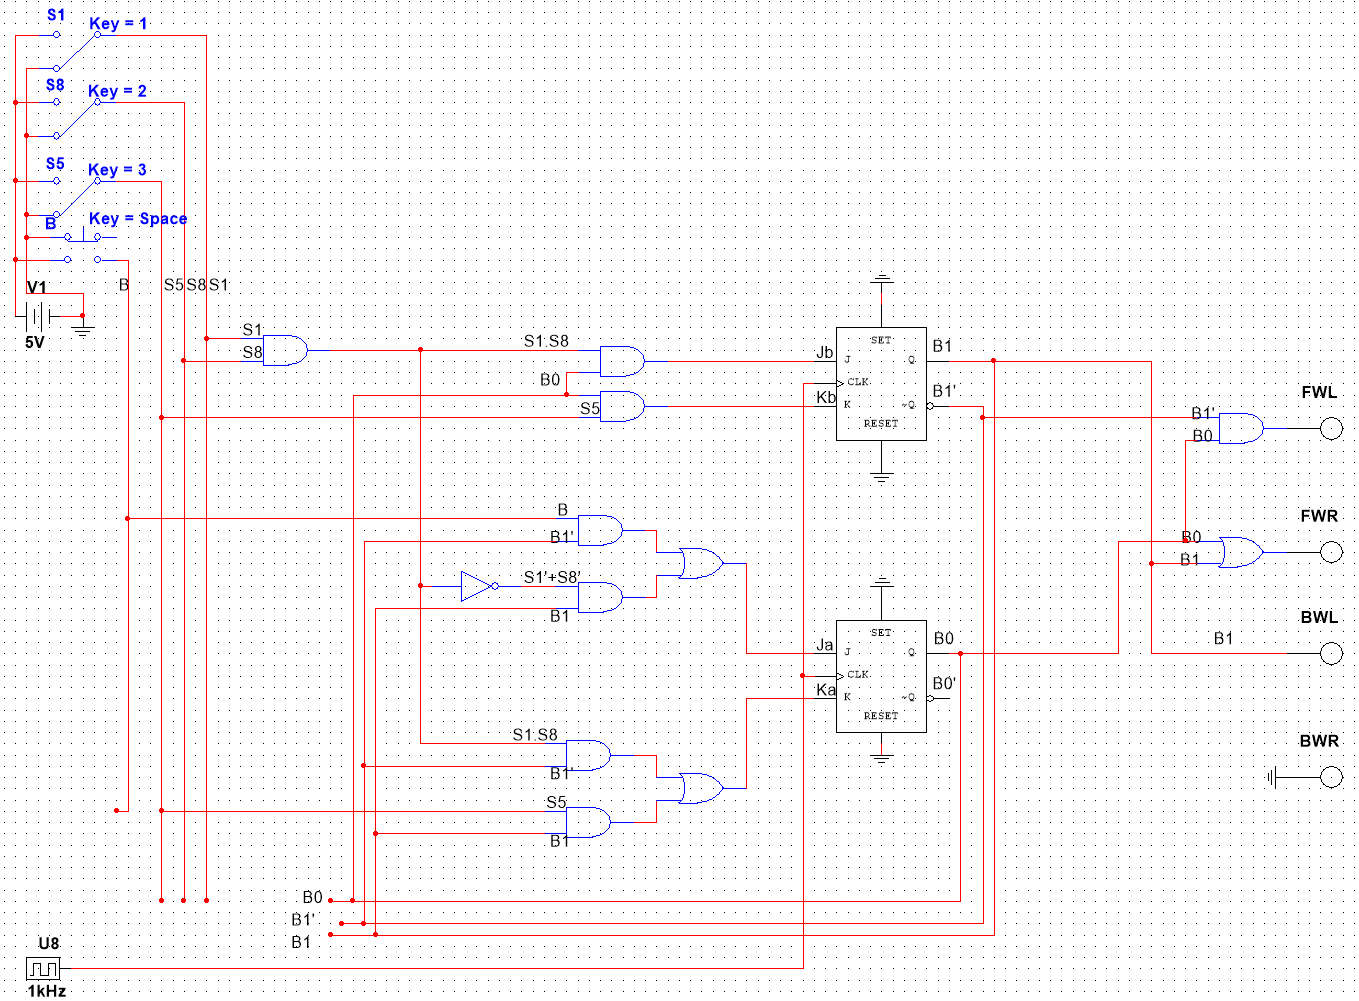 S1
Key = 1
S8
Key = 2
S5
Key = 3
B
Key = Space
V1
5V
B
S5
S8
S1
S1
S8
S1.S8
B0
S5
Jb
Kb
SET
J
Q
CLK
K
~Q
RESET
B1
B1'
B1'
B0
FWL
B
B1'
S1'+S8'
B1
B0
B1
FWR
Ja
Ka
SET
J
Q
CLK
K
~Q
RESET
B0
B0'
B1
BWL
S1.S8
B1'
S5
B1
BWR
B0
B1'
B1
U8
1kHz